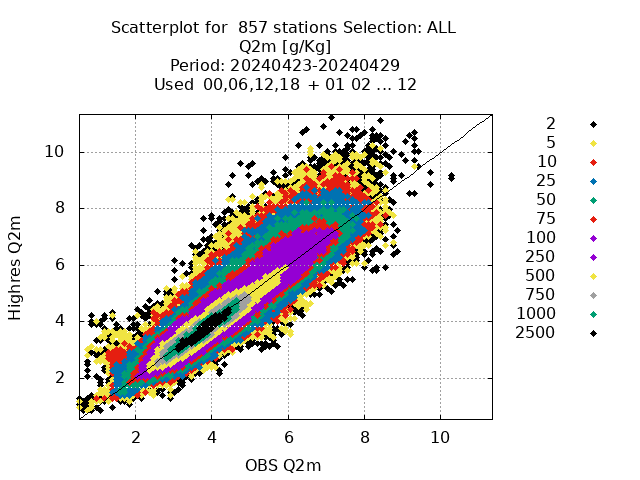 Scatterplot for  857 stations Selection: ALL
Q2m [g/Kg]
Period: 20240423-20240429
Used  00,06,12,18  + 01 02 ... 12
Highres Q2m
10
8
6
4
2
2 4 6 8 10
OBS Q2m
2
5
10
25
50
75
100
250
500
750
1000
2500